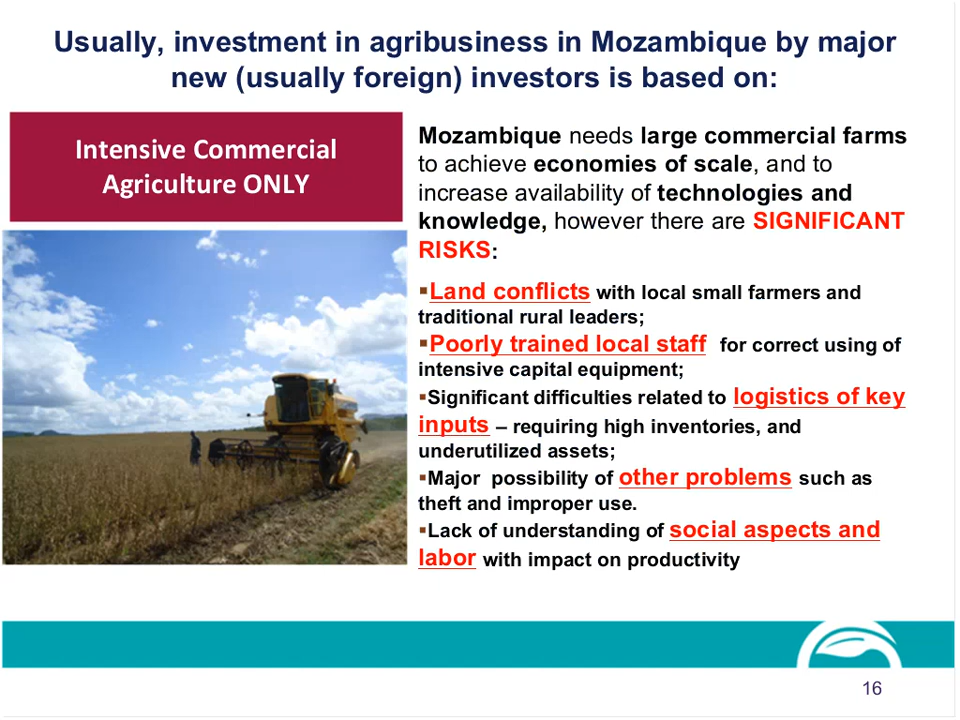 Usually, investment in agribusiness in Mozambique by major
new (usually foreign) investors is based on:
Intensive Commercial
Agriculture ONLY
Mozambique needs large commercial farms
to achieve economies of scale, and to
increase availability of technologies and
knowledge, however there are SIGNIFICANT
RISKS:
▪Land conflicts with local small farmers and
traditional rural leaders;
▪Poorly trained local staff for correct using of
intensive capital equipment;
▪Significant difficulties related to logistics of key
inputs – requiring high inventories, and
underutilized assets;
▪Major possibility of other problems such as
theft and improper use.
▪Lack of understanding of social aspects and
labor with impact on productivity
16